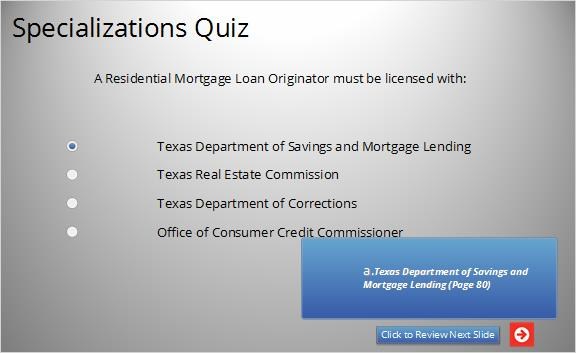 Specializations Quiz
A Residential Mortgage Loan Originator must be licensed with:
Texas Department of Savings and Mortgage Lending
Texas Real Estate Commission
Texas Department of Corrections
Office of Consumer Credit Commissioner
a.Texas Department of Savings and
Mortgage Lending (Page 80)
Click to Review Next Slide